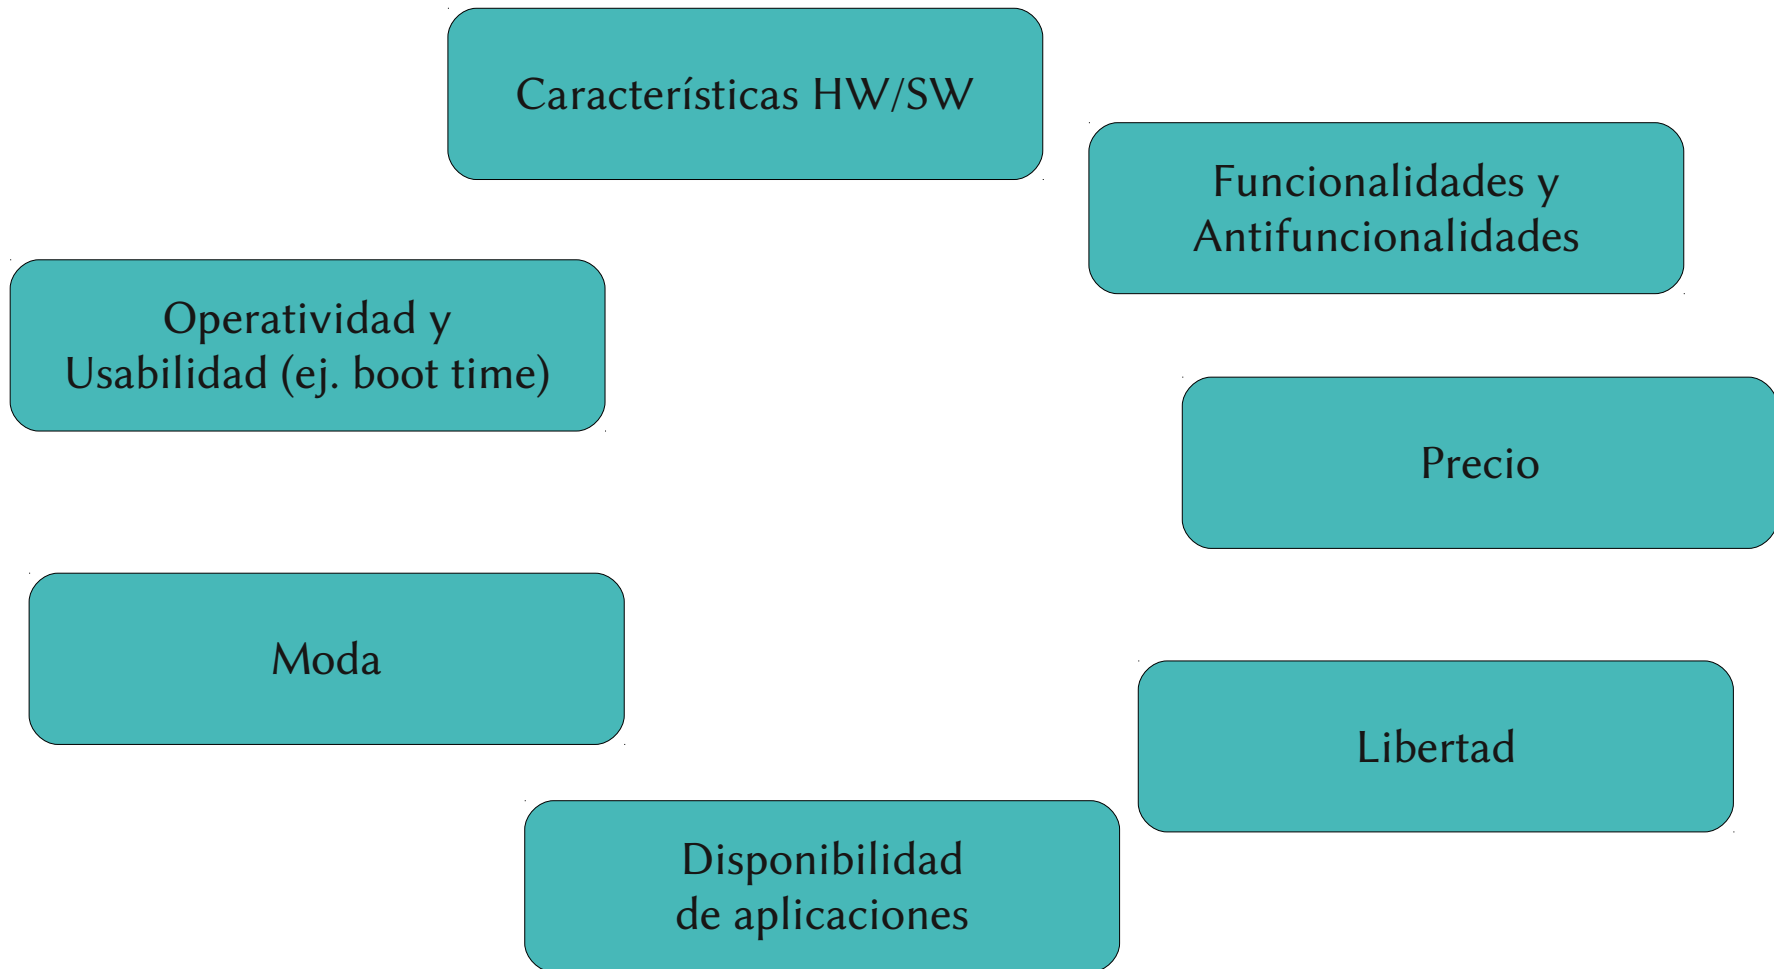 Características HW/SW
Funcionalidades y
Antifuncionalidades
Operatividad y
Usabilidad (ej. boot time)
Precio
Moda
Libertad
Disponibilidad
de aplicaciones